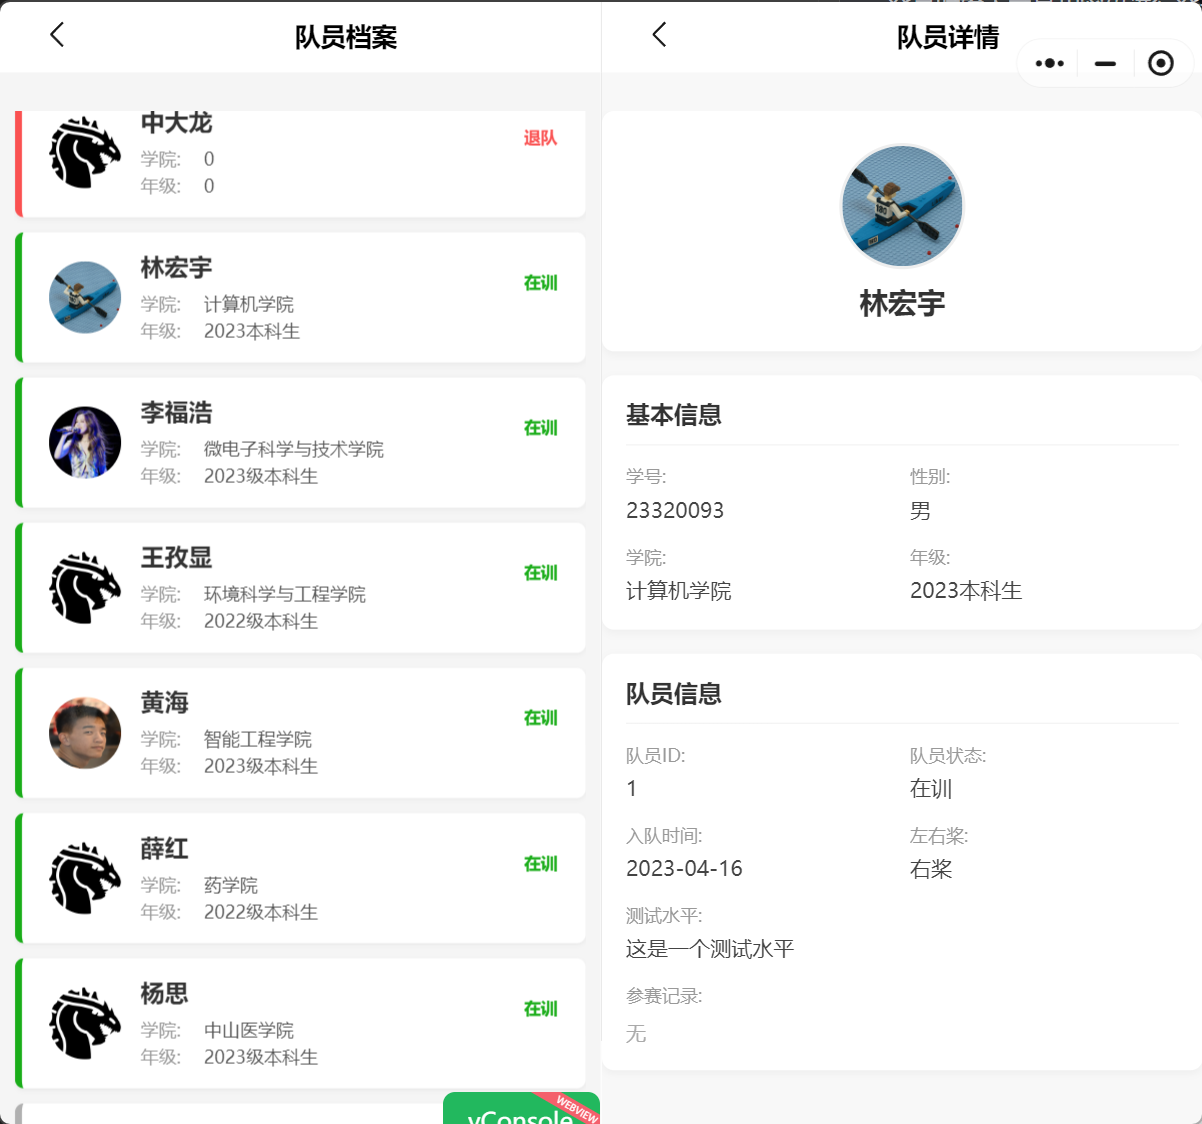 队员档案
中大龙
退队
学院: 0
年级: 0
林宏宇
在训
学院: 计算机学院
年级: 2023本科生
李福浩
在训
学院: 微电子科学与技术学院
年级: 2023级本科生
王孜显
在训
学院: 环境科学与工程学院
年级: 2022级本科生
黄海
在训
学院: 智能工程学院
年级: 2023级本科生
薛红
在训
学院: 药学院
年级: 2022级本科生
杨思
在训
学院: 中山医学院
年级: 2023级本科生
vConsole
WEBVIEW
队员详情
林宏宇
基本信息
学号: 性别:
23320093 男
学院: 年级:
计算机学院 2023本科生
队员信息
队员ID: 队员状态:
1 在训
入队时间: 左右桨:
2023-04-16 右桨
测试水平:
这是一个测试水平
参赛记录:
无